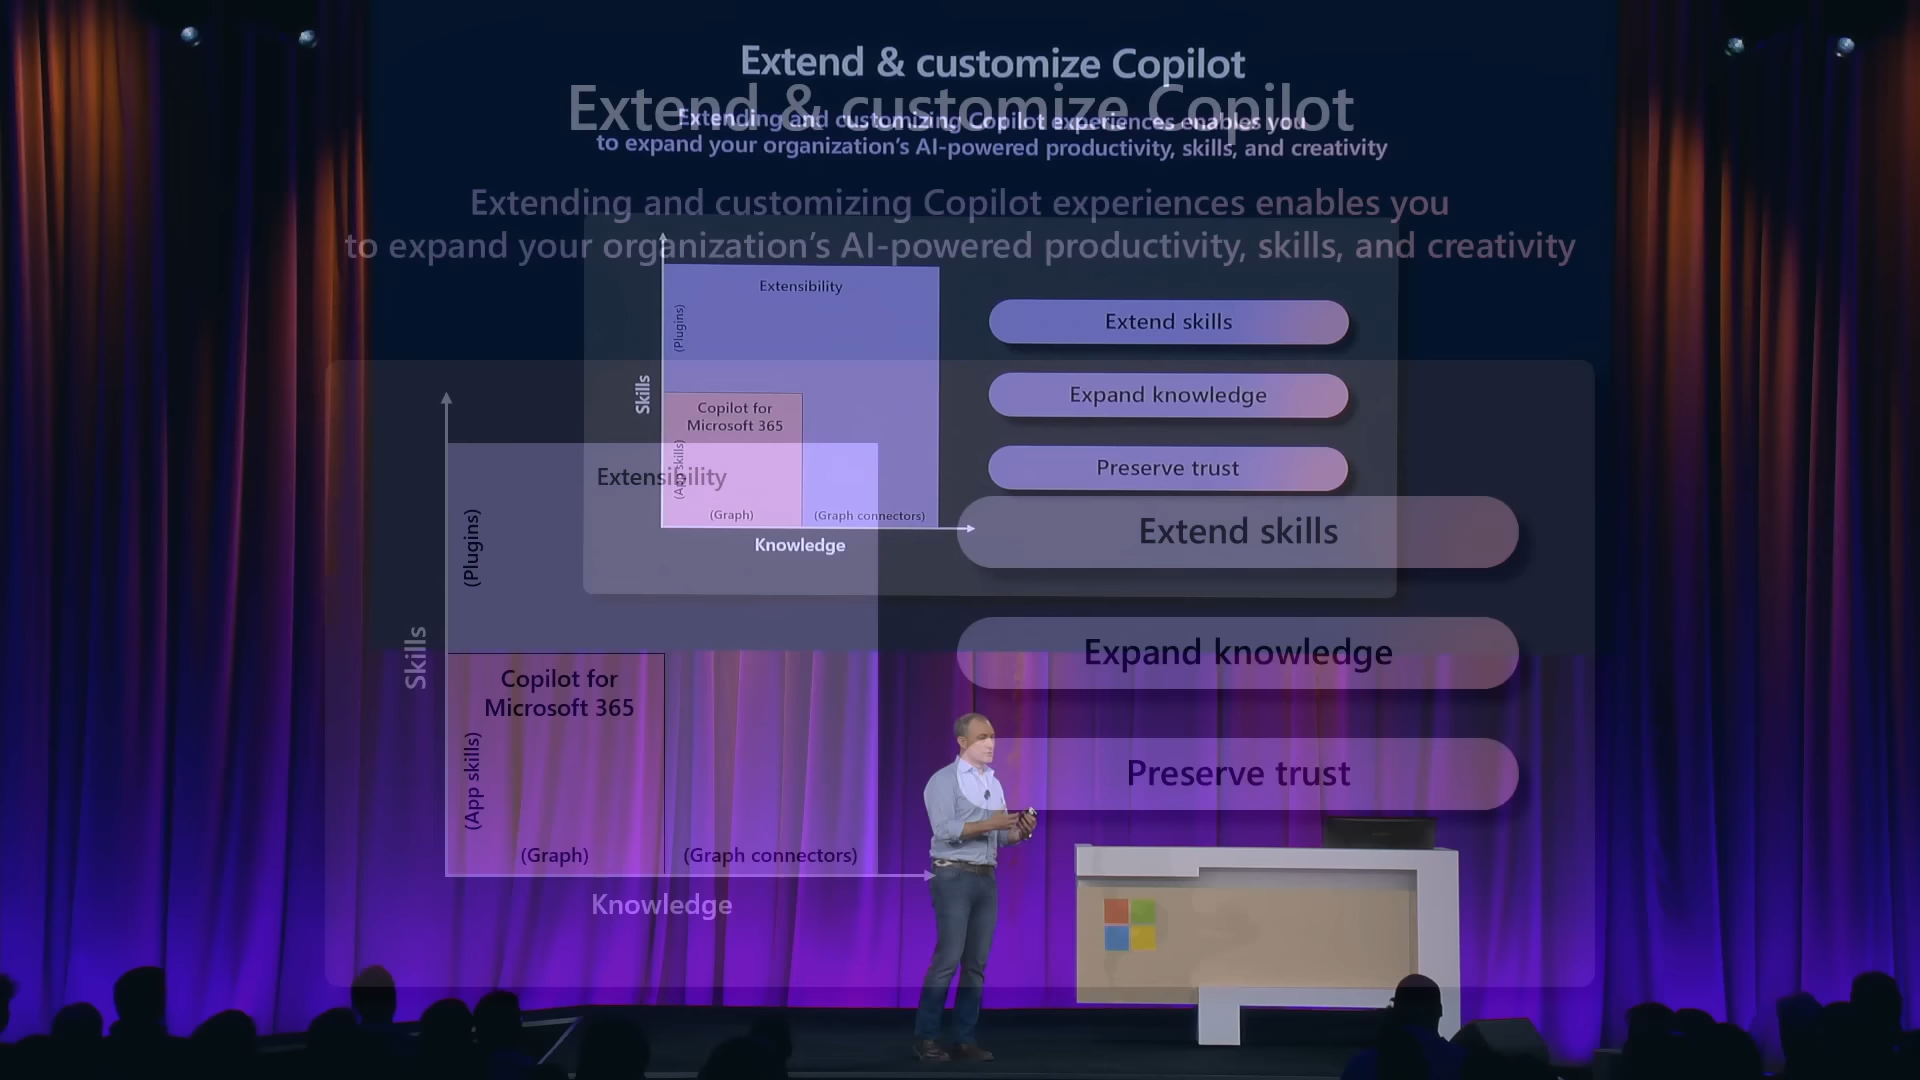 Extend & customize Copilot
Extending and customizing Copilot experiences enables you
to expand your organization's AI-powered productivity, skills, and creativity
Extensibility
(Plugins)
Skills
Copilot for
Microsoft 365
(App skills)
(Graph)
(Graph connectors)
Knowledge
Extend skills
Expand knowledge
Preserve trust
Extend & customize Copilot
Extending and customizing Copilot experiences enables you
to expand your organization’s AI-powered productivity, skills, and creativity
Extensibility
(Plugins)
Skills
Copilot for
Microsoft 365
(App skills)
(Graph)
(Graph connectors)
Knowledge
Extend skills
Expand knowledge
Preserve trust